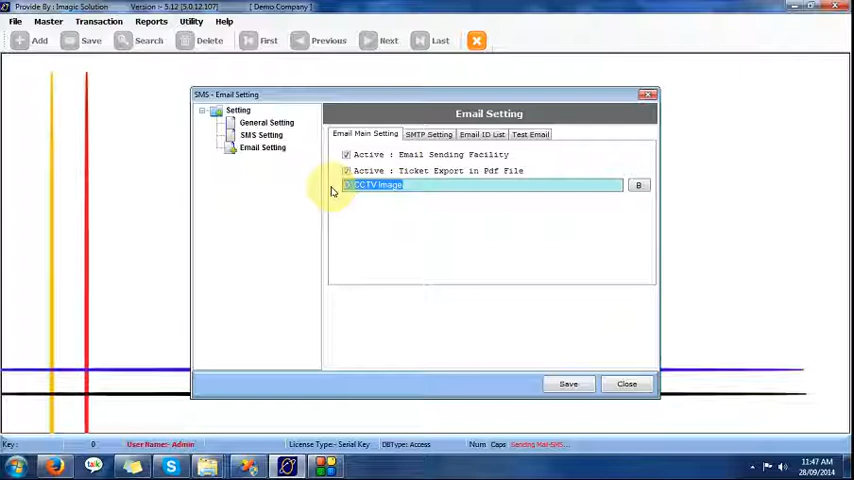 Provide By : Imagic Solution Version :- 5.12 [5.0.12.107] [ Demo Company ]
File Master Transaction Reports Utility Help
Add Save Search Delete First Previous Next Last
SMS - Email Setting
Setting
General Setting
SMS Setting
Email Setting
Email Setting
Email Main Setting SMTP Setting Email ID List Test Email
Active : Email Sending Facility
Active : Ticket Export in Pdf File
CCTV Image
B
Save Close
Key : 0 User Name:- Admin License Type:- Serial Key DBType: Access Num Caps Sending Mail-SMS...
11:47 AM
28/09/2014